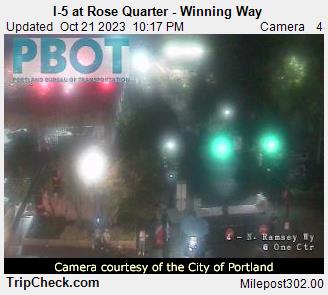 I-5 at Rose Quarter - Winning Way
Updated Oct 21 2023 10:17 PM Camera 4
PBOT
PORTLAND BUREAU OF TRANSPORTATION
4 - N. Ramsey Wy
@ One Ctr
Camera courtesy of the City of Portland
TripCheck.com Milepost302.00